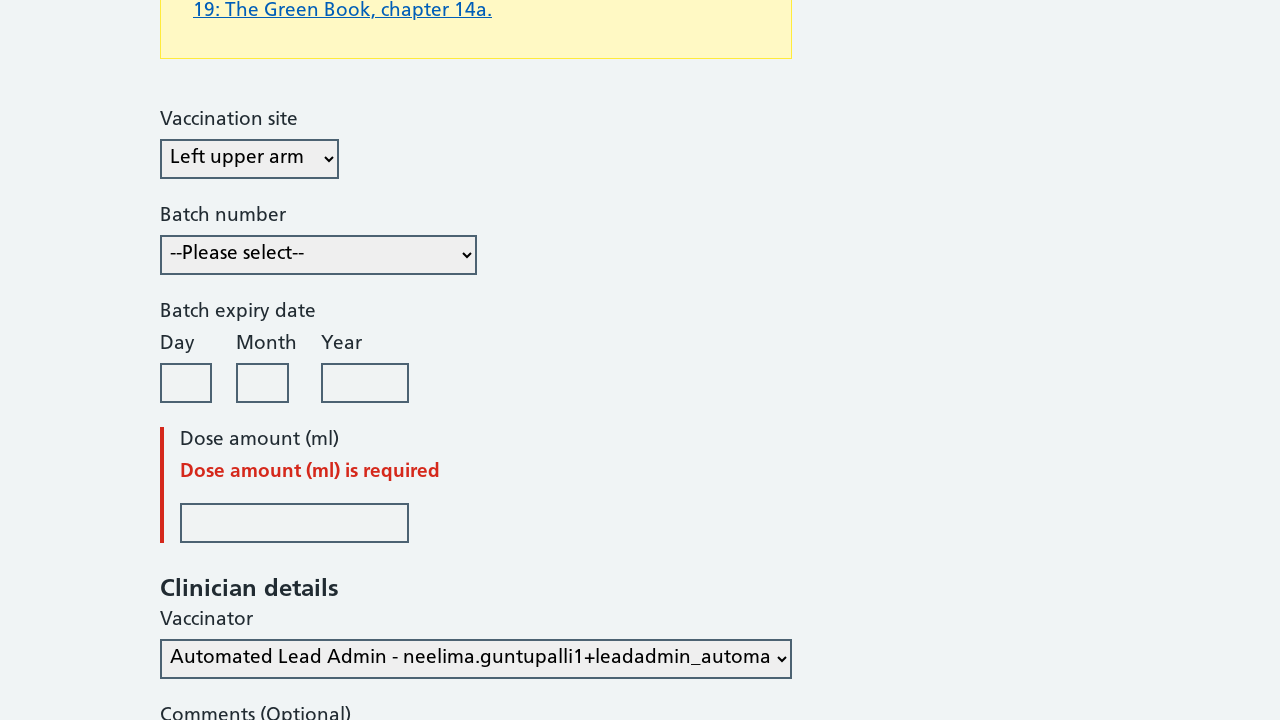 19: The Green Book, chapter 14a.
Vaccination site
Left upper arm
Batch number
--Please select--
Batch expiry date
Day Month Year
Dose amount (ml)
Dose amount (ml) is required
Clinician details
Vaccinator
Automated Lead Admin - neelima.guntupalli1+leadadmin_automa
Comments (Optional)